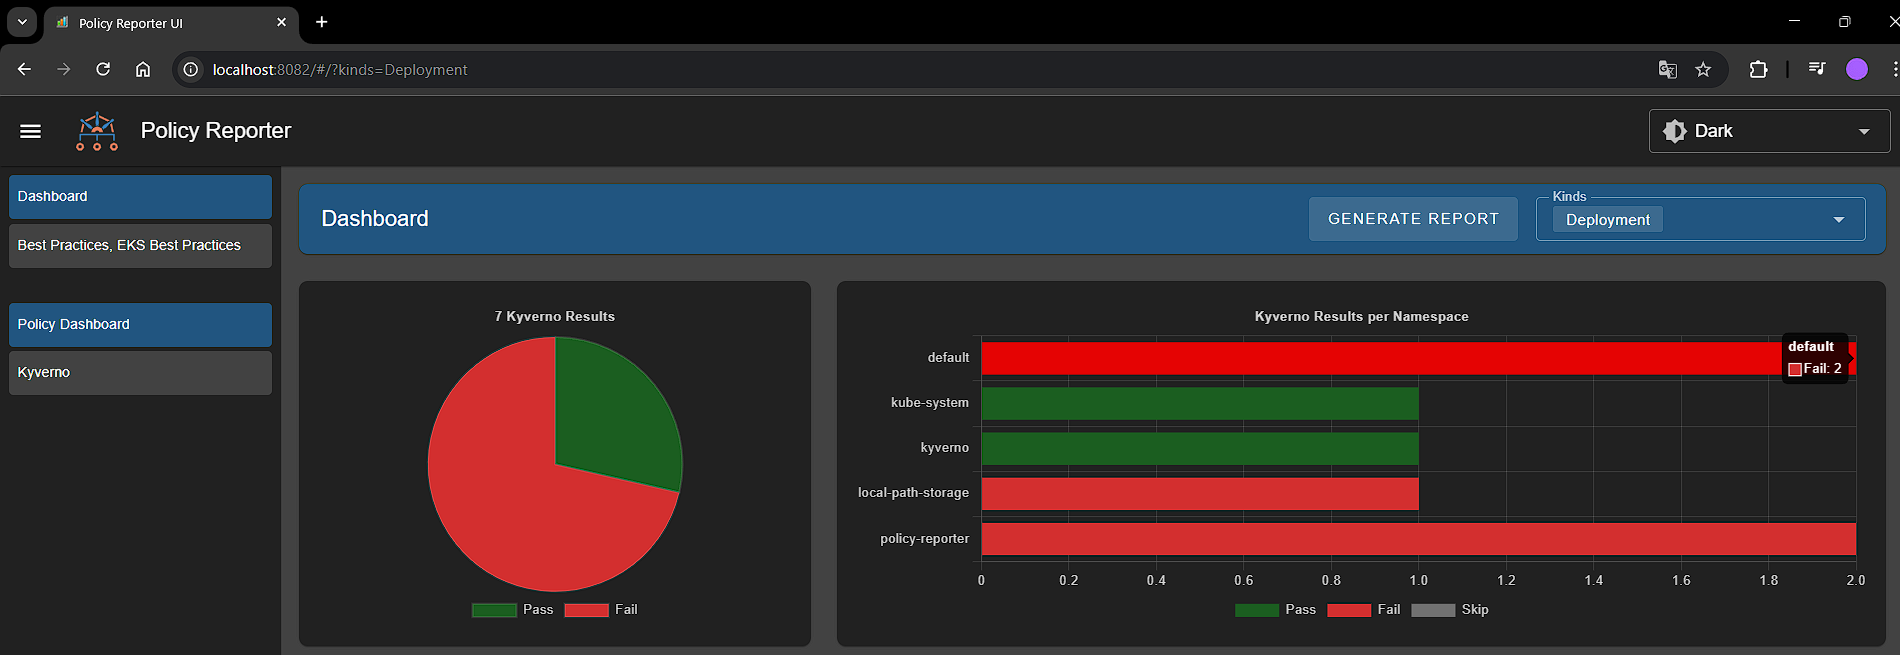 Policy Reporter UI
localhost:8082/#/?kinds=Deployment
Policy Reporter
Dark
Dashboard
Best Practices, EKS Best Practices
Policy Dashboard
Kyverno
Dashboard
GENERATE REPORT
Kinds
Deployment
7 Kyverno Results
Pass Fail
Kyverno Results per Namespace
default
kube-system
kyverno
local-path-storage
policy-reporter
default
Fail: 2
0 0.2 0.4 0.6 0.8 1.0 1.2 1.4 1.6 1.8 2.0
Pass Fail Skip